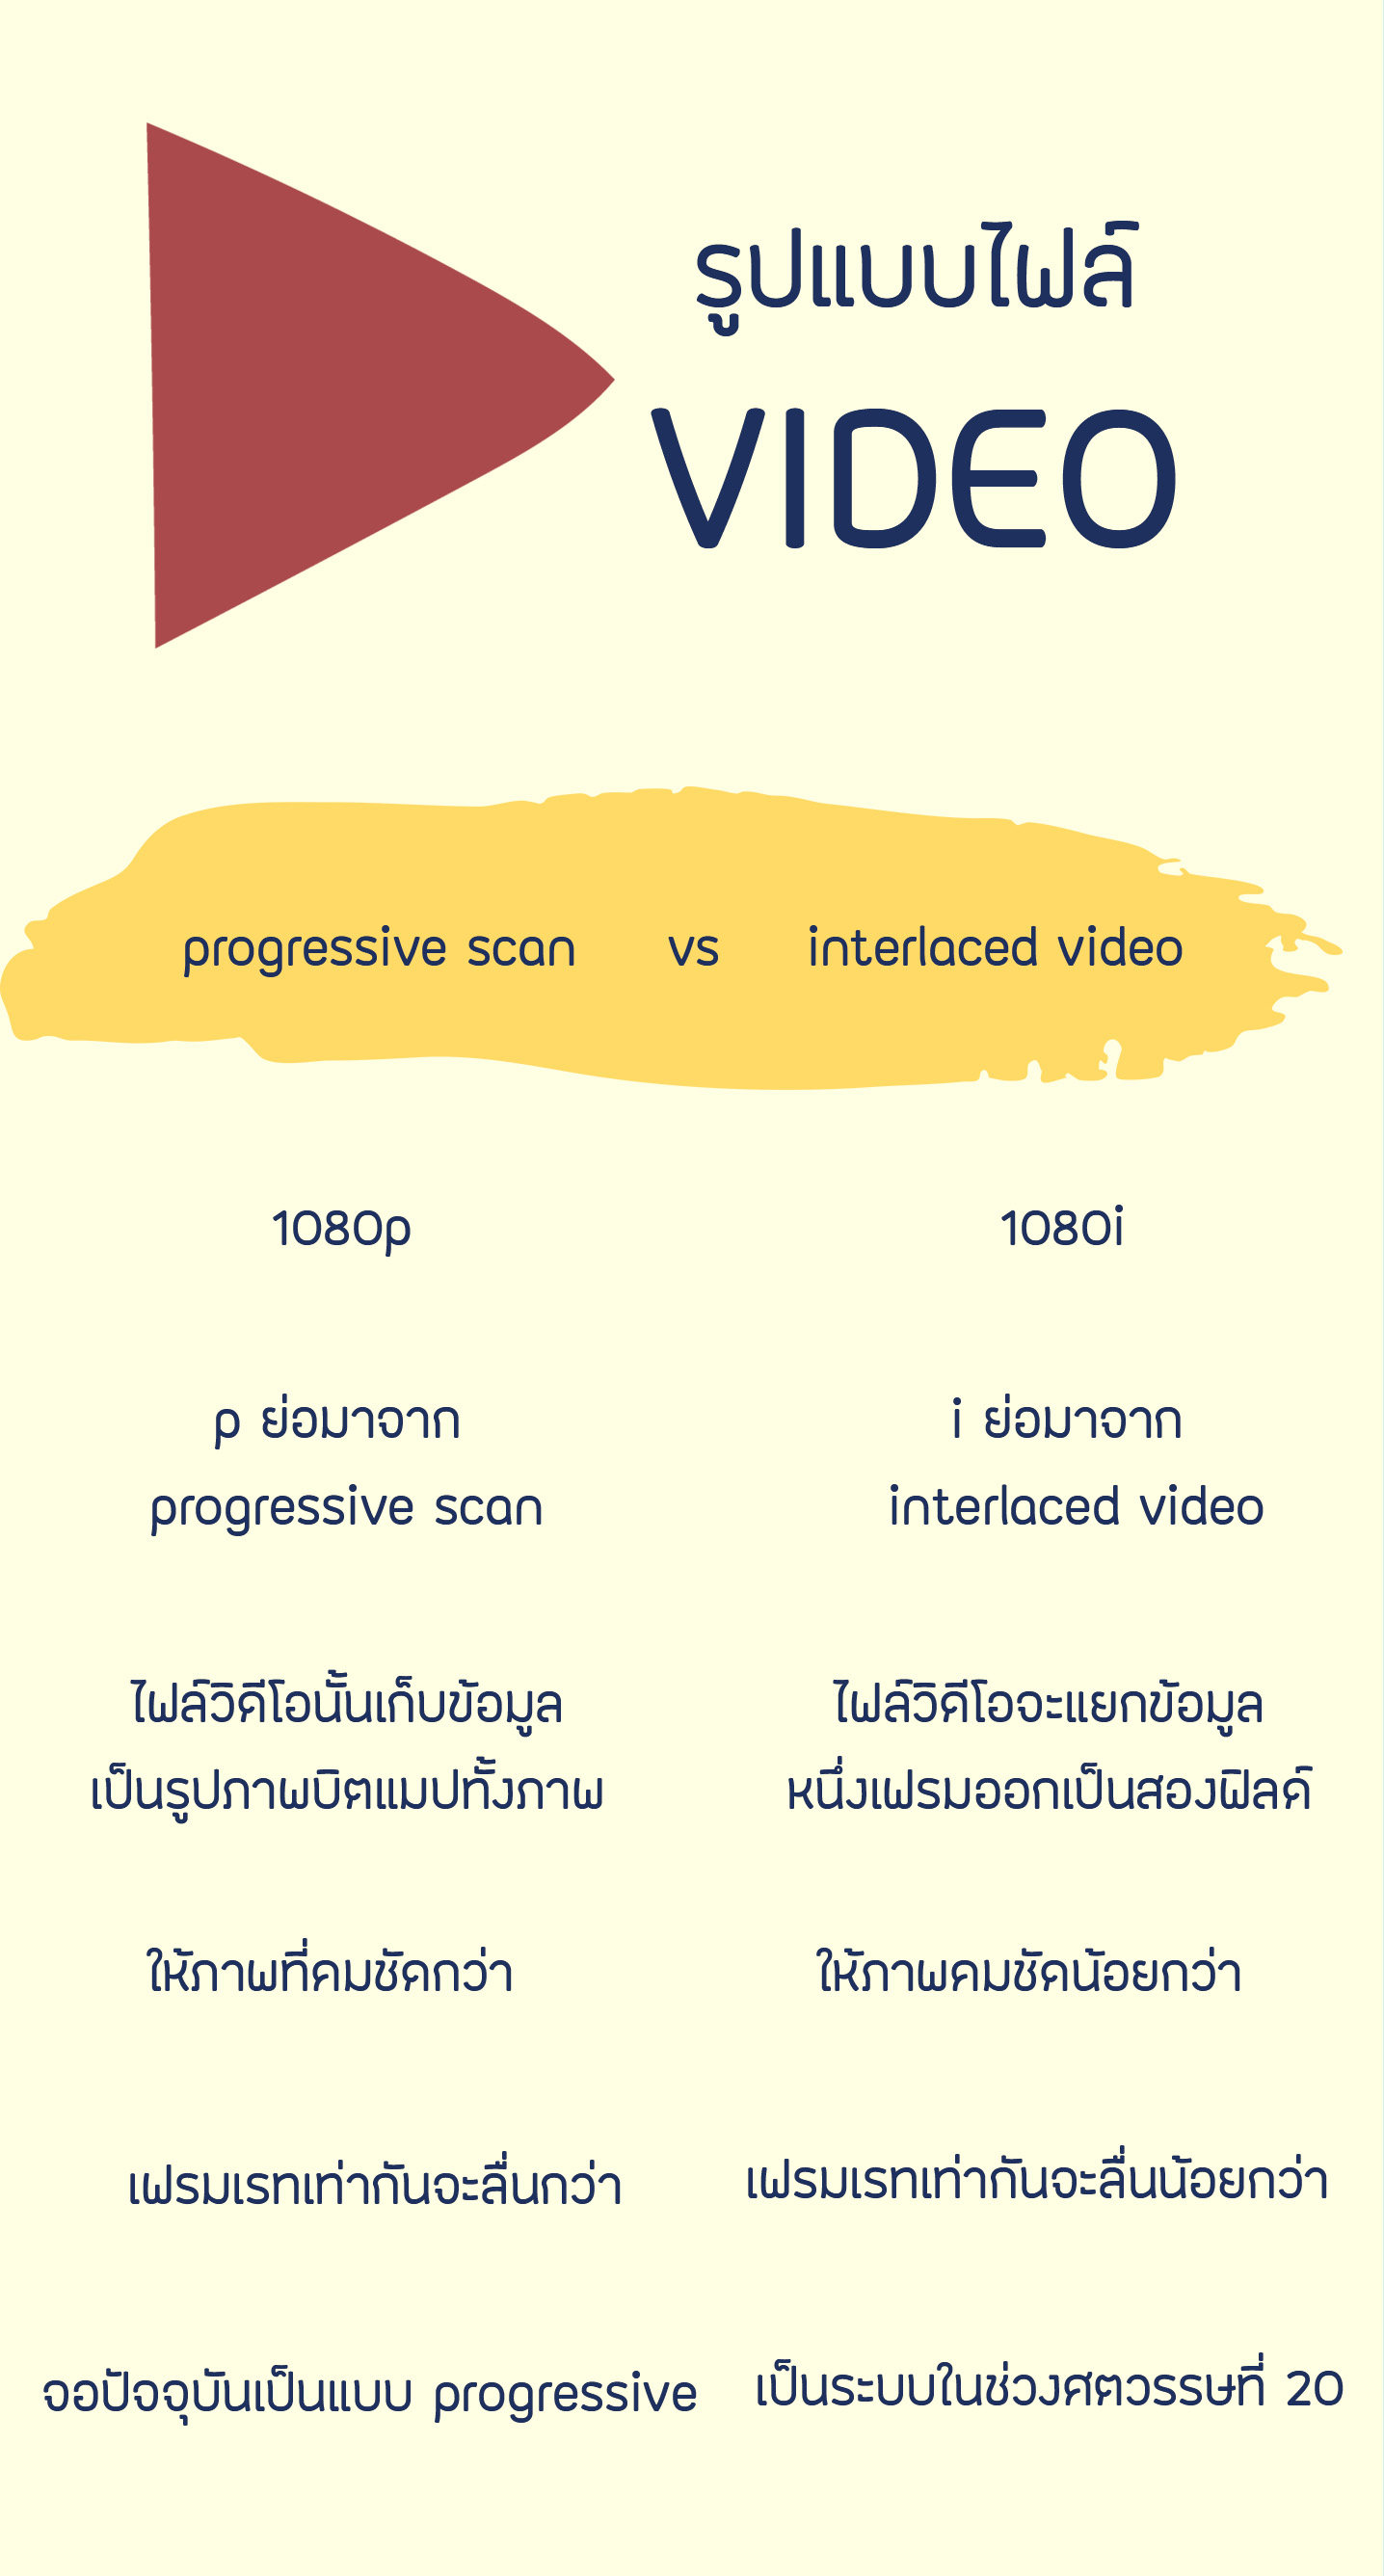 รูปแบบไฟล์
VIDEO
progressive scan vs interlaced video
1080p
1080i
p ย่อมาจาก
progressive scan
i ย่อมาจาก
interlaced video
ไฟล์วิดีโอนั้นเก็บข้อมูล
เป็นรูปภาพบิตแมปทั้งภาพ
ไฟล์วิดีโอจะแยกข้อมูล
หนึ่งเฟรมออกเป็นสองฟิลด์
ให้ภาพที่คมชัดกว่า
ให้ภาพคมชัดน้อยกว่า
เฟรมเรทเท่ากันจะลื่นกว่า
เฟรมเรทเท่ากันจะลื่นน้อยกว่า
จอปัจจุบันเป็นแบบ progressive
เป็นระบบในช่วงศตวรรษที่ 20